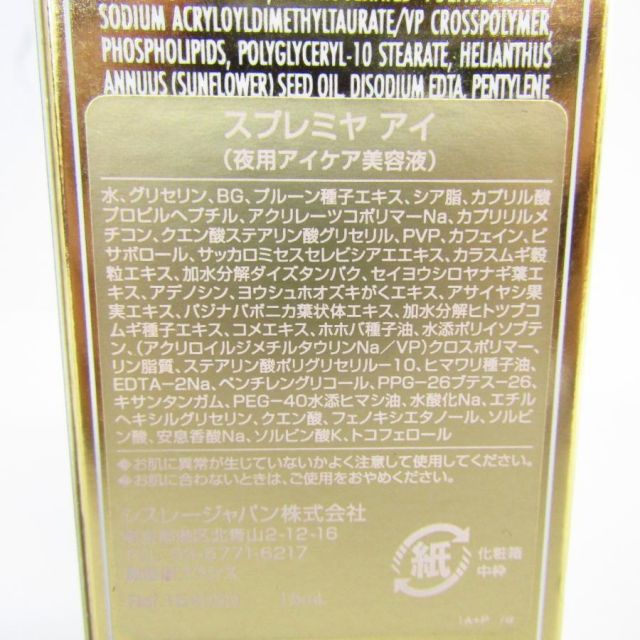 SODIUM ACRYLOYLDIMETHYLTAURATE/VP CROSSPOLYMER,
PHOSPHOLIPIDS, POLYGLYCERYL-10 STEARATE, HELIANTHUS
ANNUUS (SUNFLOWER) SEED OIL, DISODIUM EDTA, PENTYLENE
スプレミヤ アイ
(夜用アイケア美容液)
水、グリセリン、BG、プルーン種子エキス、シア脂、カプリル酸
プロピルヘプチル、アクリレーツコポリマーNa、カプリリルメ
チコン、クエン酸ステアリン酸グリセリル、PVP、カフェイン、ビ
サボロール、サッカロミセスセレビシアエエキス、カラスムギ穀
粒エキス、加水分解ダイズタンパク、セイヨウシロヤナギ葉エ
キス、アデノシン、ヨウシュホオズキがくエキス、アサイヤシ果
実エキス、パジナパボニカ葉状体エキス、加水分解ヒトツブコ
ムギ種子エキス、コメエキス、ホホバ種子油、水添ポリイソブテ
ン、(アクリロイルジメチルタウリンNa/VP)クロスポリマー、
リン脂質、ステアリン酸ポリグリセリル-10、ヒマワリ種子油、
EDTA-2Na、ペンチレングリコール、PPG-26ブテス-26、
キサンタンガム、PEG-40水添ヒマシ油、水酸化Na、エチル
ヘキシルグリセリン、クエン酸、フェノキシエタノール、ソルビ
ン酸、安息香酸Na、ソルビン酸K、トコフェロール
●お肌に異常が生じていないかよく注意して使用してください。
●お肌に合わないときは、ご使用をおやめください。
シスレージャパン株式会社
東京都港区北青山2-12-16
TEL 03-5771-6217
紙
化粧箱
中枠